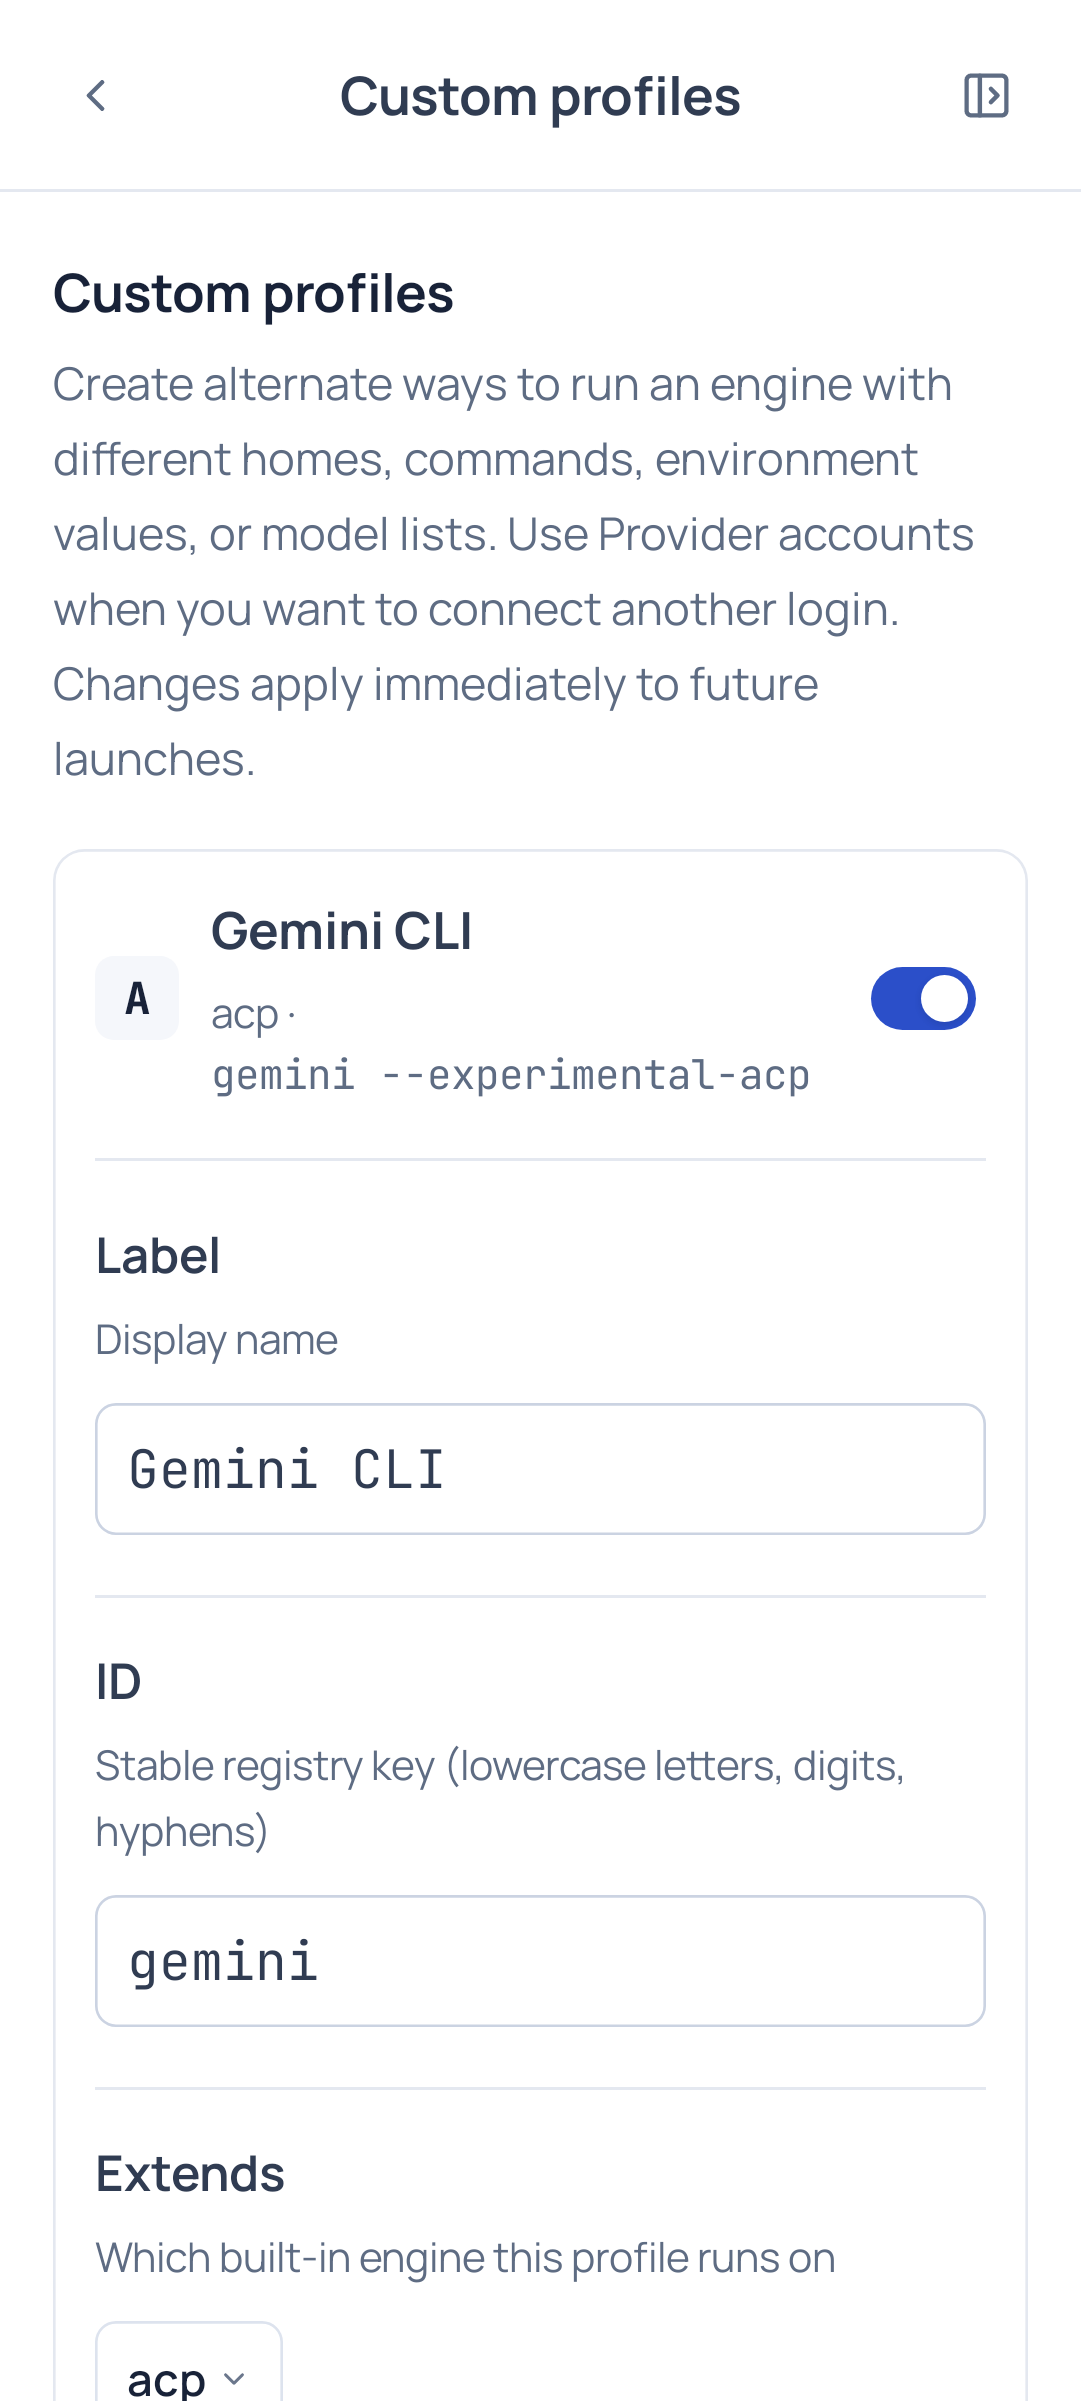 Custom profiles
Custom profiles
Create alternate ways to run an engine with
different homes, commands, environment
values, or model lists. Use Provider accounts
when you want to connect another login.
Changes apply immediately to future
launches.
A
Gemini CLI
acp ·
gemini --experimental-acp
Label
Display name
Gemini CLI
ID
Stable registry key (lowercase letters, digits,
hyphens)
gemini
Extends
Which built-in engine this profile runs on
acp